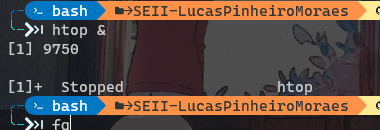 bash SEII-LucasPinheiroMoraes
htop &
[1] 9750
[1]+ Stopped htop
bash SEII-LucasPinheiroMoraes
fg